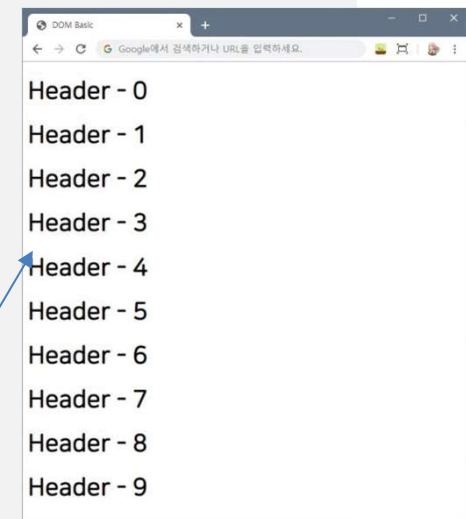 DOM Basic
Google에서 검색하거나 URL을 입력하세요.
Header - 0
Header - 1
Header - 2
Header - 3
Header - 4
Header - 5
Header - 6
Header - 7
Header - 8
Header - 9